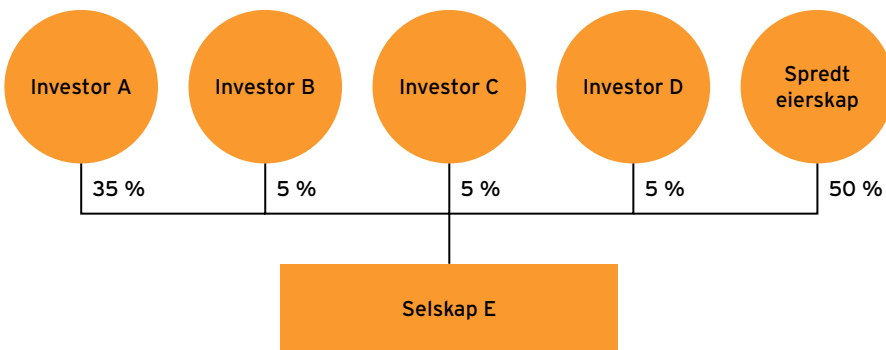 Investor A
Investor B
Investor C
Investor D
Spredt
eierskap
35 %
5 %
5 %
5 %
50 %
Selskap E